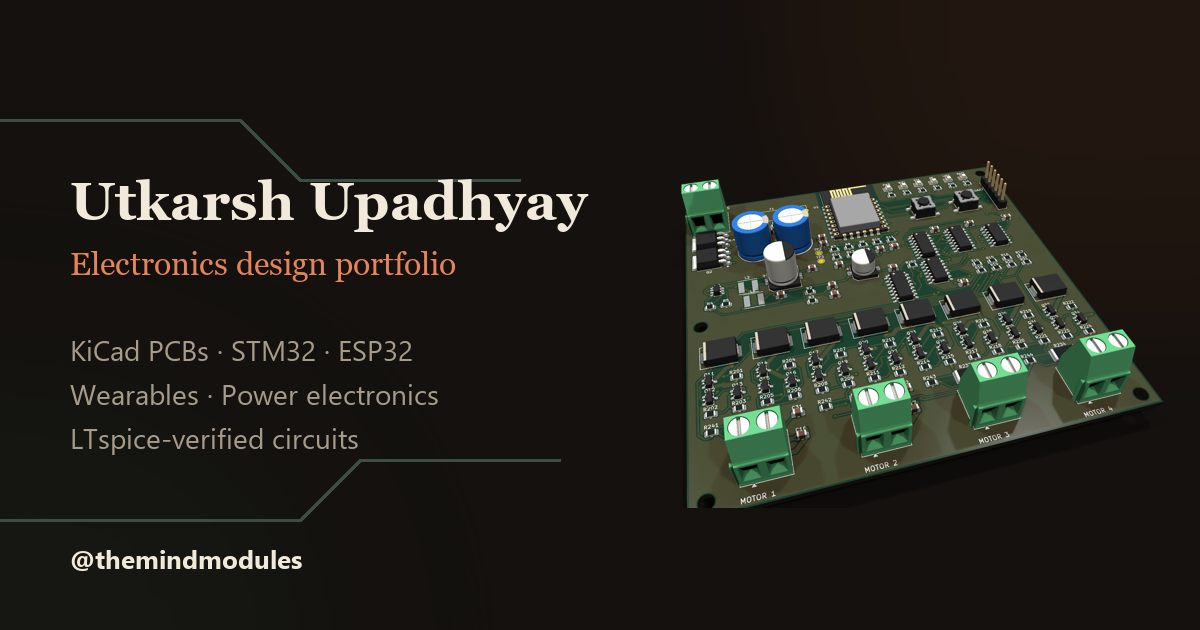 Utkarsh Upadhyay
Electronics design portfolio
KiCad PCBs · STM32 · ESP32
Wearables · Power electronics
LTspice-verified circuits
@themindmodules
MOTOR 1
MOTOR 2
MOTOR 3
MOTOR 4